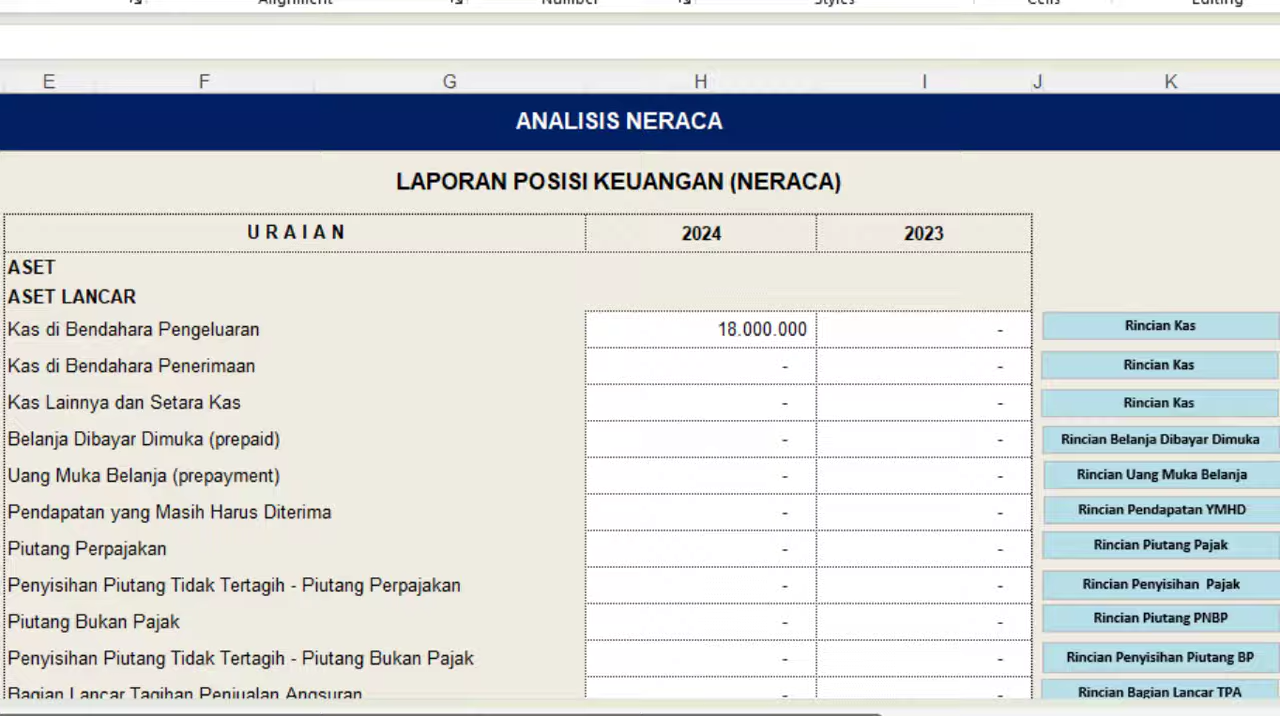 Alignment Number Styles Cells Editing
E F G H I J K
ANALISIS NERACA
LAPORAN POSISI KEUANGAN (NERACA)
U R A I A N 2024 2023
ASET
ASET LANCAR
Kas di Bendahara Pengeluaran 18.000.000 - Rincian Kas
Kas di Bendahara Penerimaan - - Rincian Kas
Kas Lainnya dan Setara Kas - - Rincian Kas
Belanja Dibayar Dimuka (prepaid) - - Rincian Belanja Dibayar Dimuka
Uang Muka Belanja (prepayment) - - Rincian Uang Muka Belanja
Pendapatan yang Masih Harus Diterima - - Rincian Pendapatan YMHD
Piutang Perpajakan - - Rincian Piutang Pajak
Penyisihan Piutang Tidak Tertagih - Piutang Perpajakan - - Rincian Penyisihan Pajak
Piutang Bukan Pajak - - Rincian Piutang PNBP
Penyisihan Piutang Tidak Tertagih - Piutang Bukan Pajak - - Rincian Penyisihan Piutang BP
Bagian Lancar Tagihan Penjualan Angsuran - - Rincian Bagian Lancar TPA